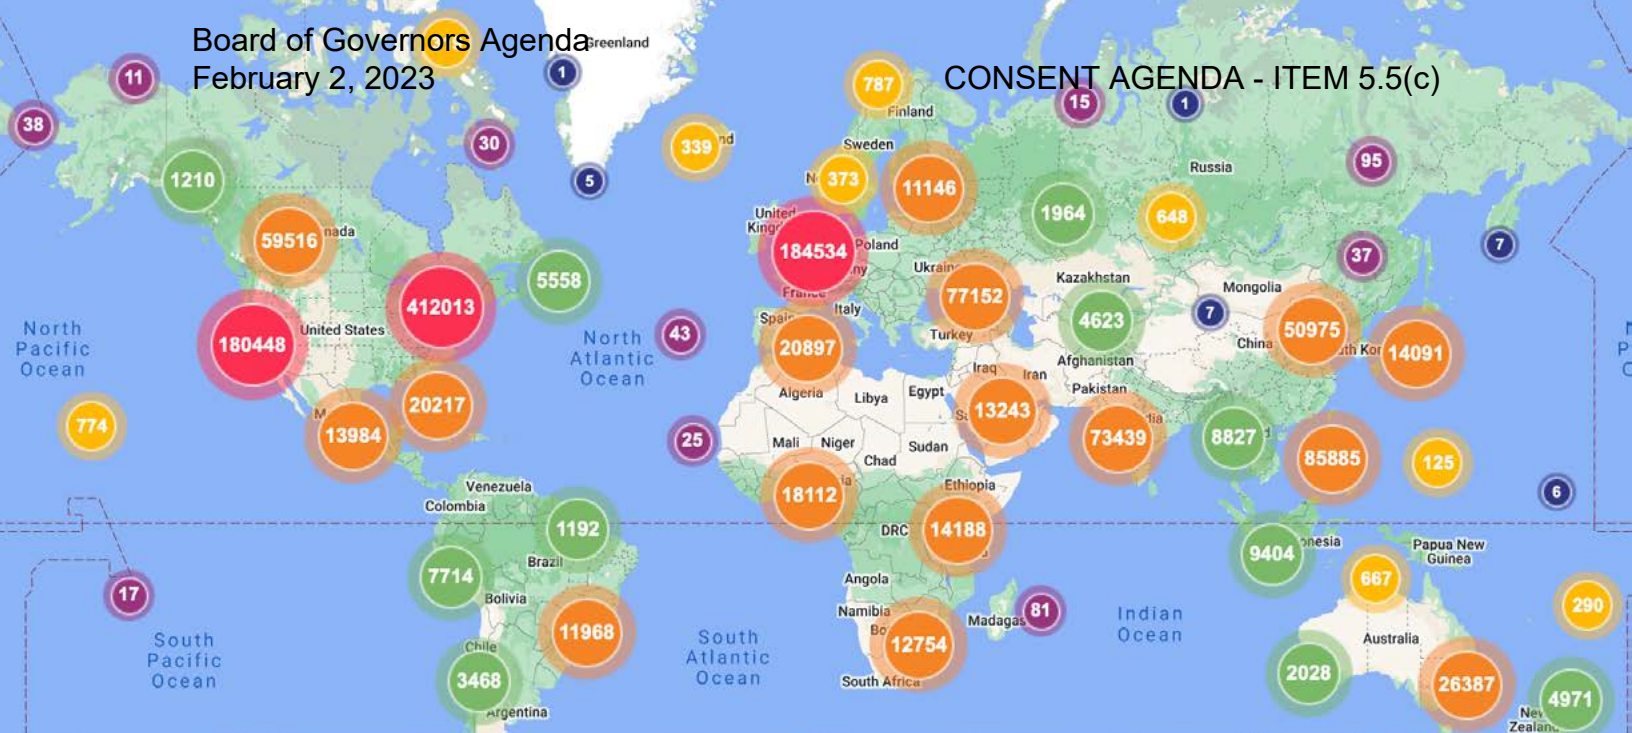 Board of Governors Agenda
February 2, 2023
CONSENT AGENDA - ITEM 5.5(c)
Greenland
11
1
787
15
1
38
Finland
30
339
Sweden
Russia
95
1210
5
373
11146
1964
648
59516
United
184534
Poland
7
412013
5558
Ukraine
Kazakhstan
37
77152
Mongolia
180448
United States
France
Italy
Spain
4623
7
50975
14091
North
Pacific
Ocean
North
Atlantic
Ocean
43
20897
Turkey
China
Afghanistan
Iraq
Iran
Pakistan
Algeria
Libya
Egypt
774
13984
20217
25
Mali
Niger
Chad
Sudan
13243
73439
8827
85885
125
6
Venezuela
Colombia
18112
Ethiopia
1192
DRC
14188
9404
Papua New
Guinea
Brazil
7714
Bolivia
Angola
667
17
Namibia
Madagas
81
Indian
Ocean
290
South
Pacific
Ocean
11968
South
Atlantic
Ocean
12754
Australia
Chile
3468
South Africa
2028
26387
4971
Argentina
New
Zealand